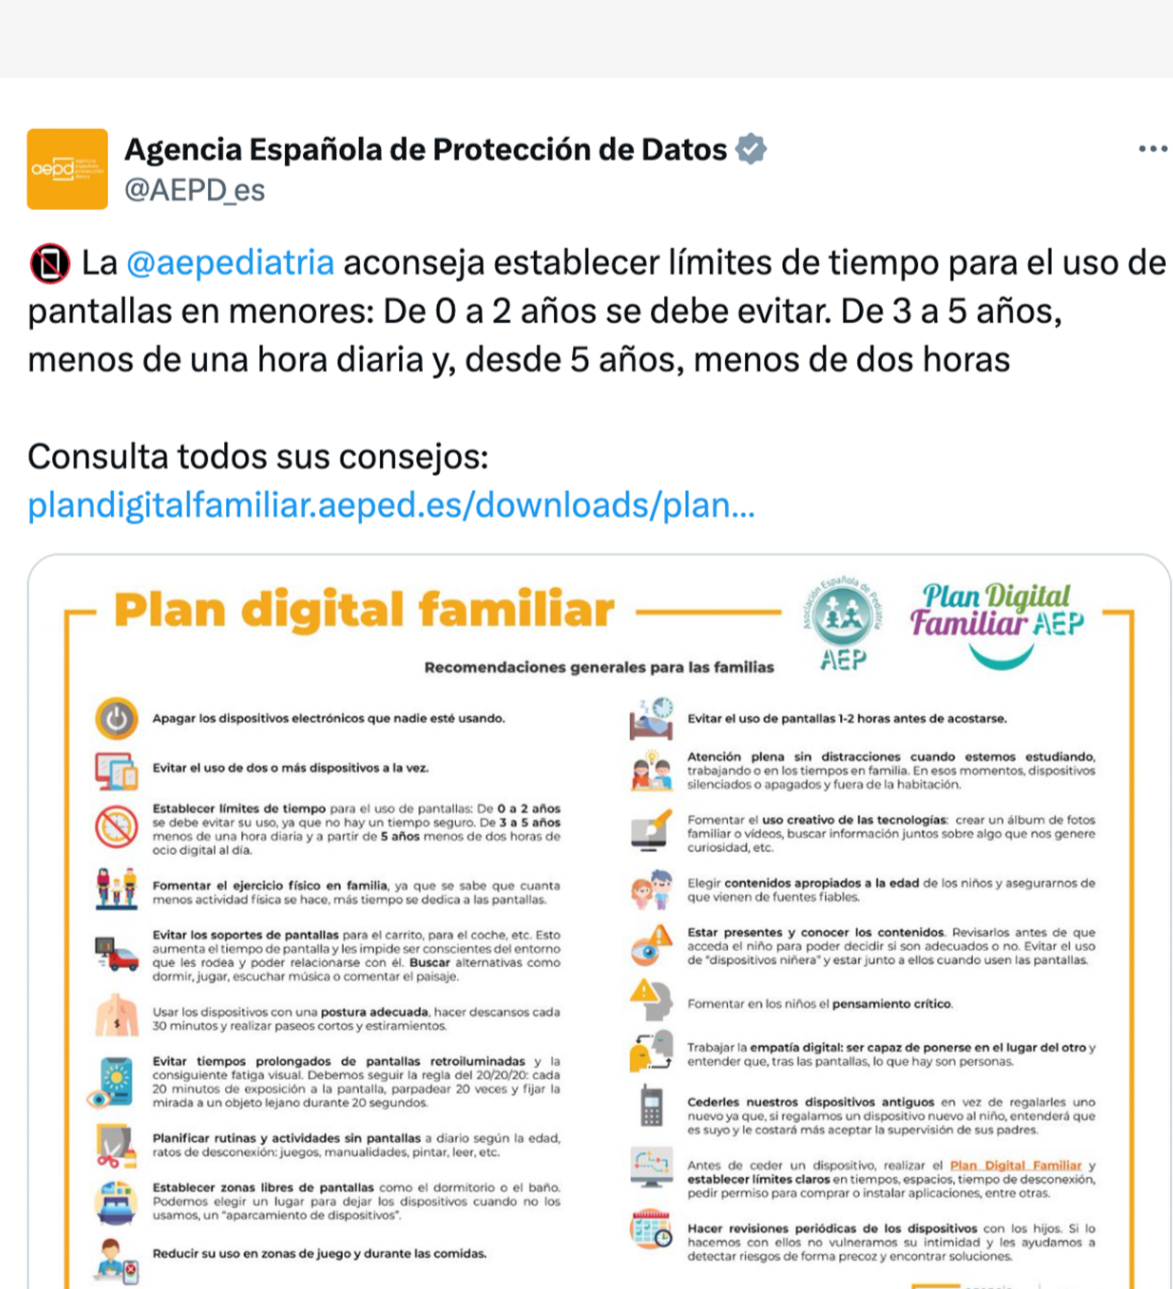 aepd
Agencia Española de Protección de Datos
@AEPD_es
La @aepediatria aconseja establecer límites de tiempo para el uso de
pantallas en menores: De 0 a 2 años se debe evitar. De 3 a 5 años,
menos de una hora diaria y, desde 5 años, menos de dos horas
Consulta todos sus consejos:
plandigitalfamiliar.aeped.es/downloads/plan...
Plan digital familiar
Asociación Española de Pediatría
AEP
Plan Digital
Familiar AEP
Recomendaciones generales para las familias
Apagar los dispositivos electrónicos que nadie esté usando.
Evitar el uso de dos o más dispositivos a la vez.
Establecer límites de tiempo para el uso de pantallas: De 0 a 2 años
se debe evitar su uso, ya que no hay un tiempo seguro. De 3 a 5 años
menos de una hora diaria y a partir de 5 años menos de dos horas de
ocio digital al día.
Fomentar el ejercicio físico en familia, ya que se sabe que cuanta
menos actividad física se hace, más tiempo se dedica a las pantallas.
Evitar los soportes de pantallas para el carrito, para el coche, etc. Esto
aumenta el tiempo de pantalla y les impide ser conscientes del entorno
que les rodea y poder relacionarse con él. Buscar alternativas como
dormir, jugar, escuchar música o comentar el paisaje.
Usar los dispositivos con una postura adecuada, hacer descansos cada
30 minutos y realizar paseos cortos y estiramientos.
Evitar tiempos prolongados de pantallas retroiluminadas y la
consiguiente fatiga visual. Debemos seguir la regla del 20/20/20: cada
20 minutos de exposición a la pantalla, parpadear 20 veces y fijar la
mirada a un objeto lejano durante 20 segundos.
Planificar rutinas y actividades sin pantallas a diario según la edad,
ratos de desconexión: juegos, manualidades, pintar, leer, etc.
Establecer zonas libres de pantallas como el dormitorio o el baño.
Podemos elegir un lugar para dejar los dispositivos cuando no los
usamos, un "aparcamiento de dispositivos".
Reducir su uso en zonas de juego y durante las comidas.
Evitar el uso de pantallas 1-2 horas antes de acostarse.
Atención plena sin distracciones cuando estemos estudiando,
trabajando o en los tiempos en familia. En esos momentos, dispositivos
silenciados o apagados y fuera de la habitación.
Fomentar el uso creativo de las tecnologías: crear un álbum de fotos
familiar o vídeos, buscar información juntos sobre algo que nos genere
curiosidad, etc.
Elegir contenidos apropiados a la edad de los niños y asegurarnos de
que vienen de fuentes fiables.
Estar presentes y conocer los contenidos. Revisarlos antes de que
acceda el niño para poder decidir si son adecuados o no. Evitar el uso
de "dispositivos niñera" y estar junto a ellos cuando usen las pantallas.
Fomentar en los niños el pensamiento crítico.
Trabajar la empatía digital: ser capaz de ponerse en el lugar del otro y
entender que, tras las pantallas, lo que hay son personas.
Cederles nuestros dispositivos antiguos en vez de regalarles uno
nuevo ya que, si regalamos un dispositivo nuevo al niño, entenderá que
es suyo y le costará más aceptar la supervisión de sus padres.
Antes de ceder un dispositivo, realizar el Plan Digital Familiar y
establecer límites claros en tiempos, espacios, tiempo de desconexión,
pedir permiso para comprar o instalar aplicaciones, entre otras.
Hacer revisiones periódicas de los dispositivos con los hijos. Si lo
hacemos con ellos no vulneramos su intimidad y les ayudamos a
detectar riesgos de forma precoz y encontrar soluciones.